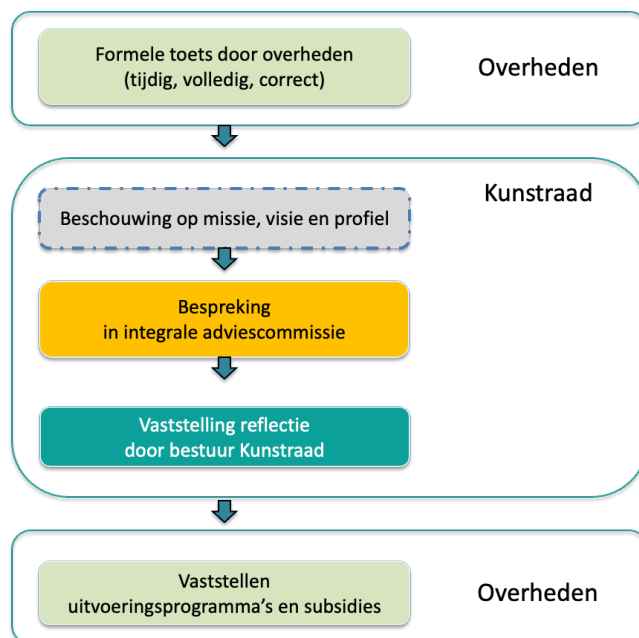 Formele toets door overheden
(tijdig, volledig, correct)
Overheden
Kunstraad
Beschouwing op missie, visie en profiel
Bespreking
in integrale adviescommissie
Vaststelling reflectie
door bestuur Kunstraad
Vaststellen
uitvoeringsprogramma's en subsidies
Overheden